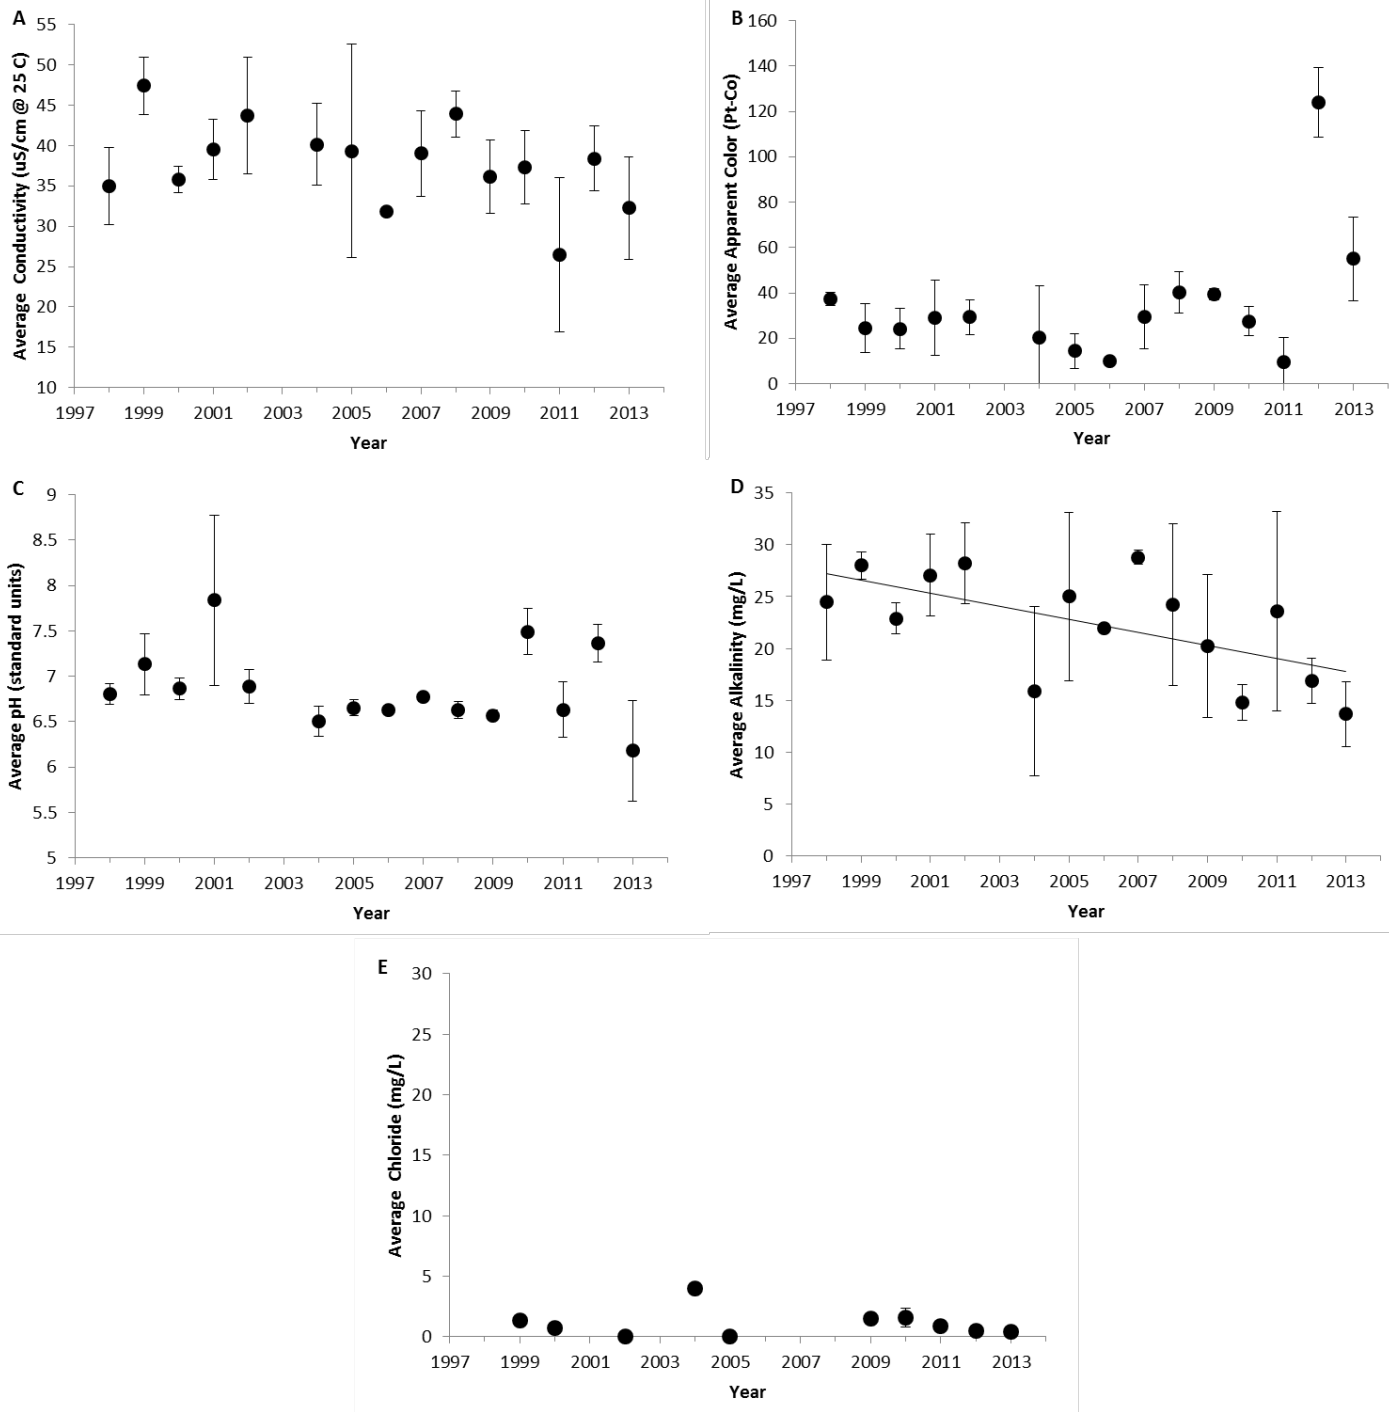 A
Average Conductivity (uS/cm @ 25 C)
55
50
45
40
35
30
25
20
15
10
1997 1999 2001 2003 2005 2007 2009 2011 2013
Year
B
Average Apparent Color (Pt-Co)
160
140
120
100
80
60
40
20
0
1997 1999 2001 2003 2005 2007 2009 2011 2013
Year
C
Average pH (standard units)
9
8.5
8
7.5
7
6.5
6
5.5
5
1997 1999 2001 2003 2005 2007 2009 2011 2013
Year
D
Average Alkalinity (mg/L)
35
30
25
20
15
10
5
0
1997 1999 2001 2003 2005 2007 2009 2011 2013
Year
E
Average Chloride (mg/L)
30
25
20
15
10
5
0
1997 1999 2001 2003 2005 2007 2009 2011 2013
Year